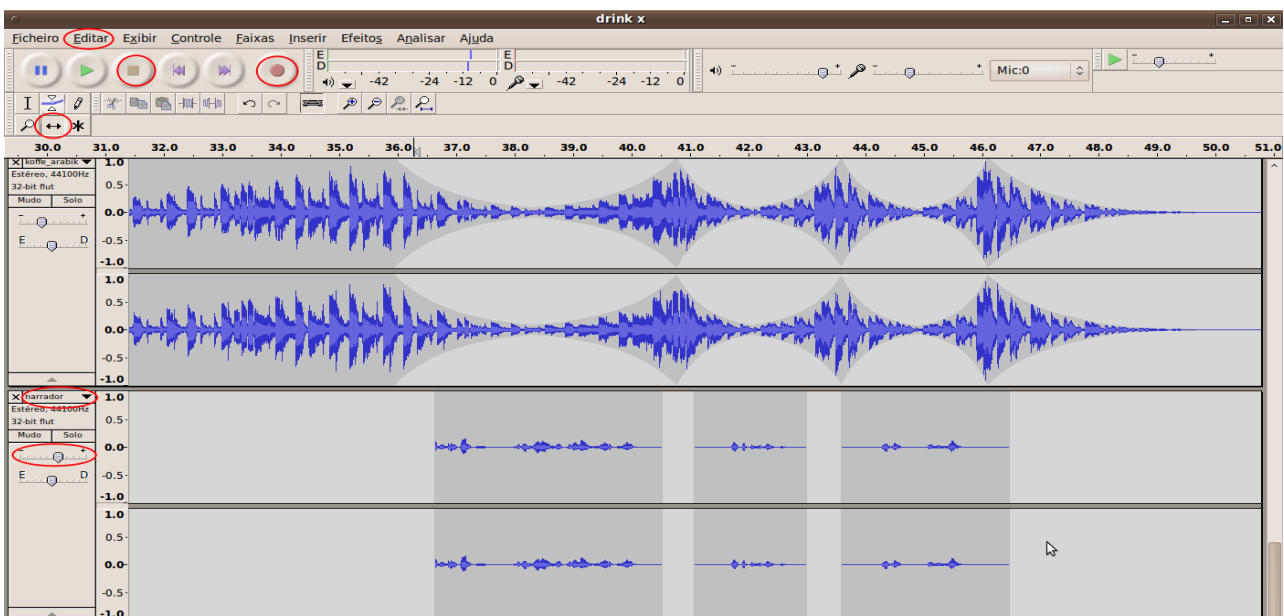 drink x
Ficheiro Editar Exibir Controle Faixas Inserir Efeitos Analisar Ajuda
E
D
-42 -24 -12 0
E
D
-42 -24 -12 0
- +
- +
Mic:0
- +
30.0 31.0 32.0 33.0 34.0 35.0 36.0 37.0 38.0 39.0 40.0 41.0 42.0 43.0 44.0 45.0 46.0 47.0 48.0 49.0 50.0 51.0
X koffe_arabik
Estéreo, 44100Hz
32-bit flut
Mudo Solo
- +
E D
1.0
0.5
0.0
-0.5
-1.0
1.0
0.5
0.0
-0.5
-1.0
X narrador
Estéreo, 44100Hz
32-bit flut
Mudo Solo
- +
E D
1.0
0.5
0.0
-0.5
-1.0
1.0
0.5
0.0
-0.5
-1.0